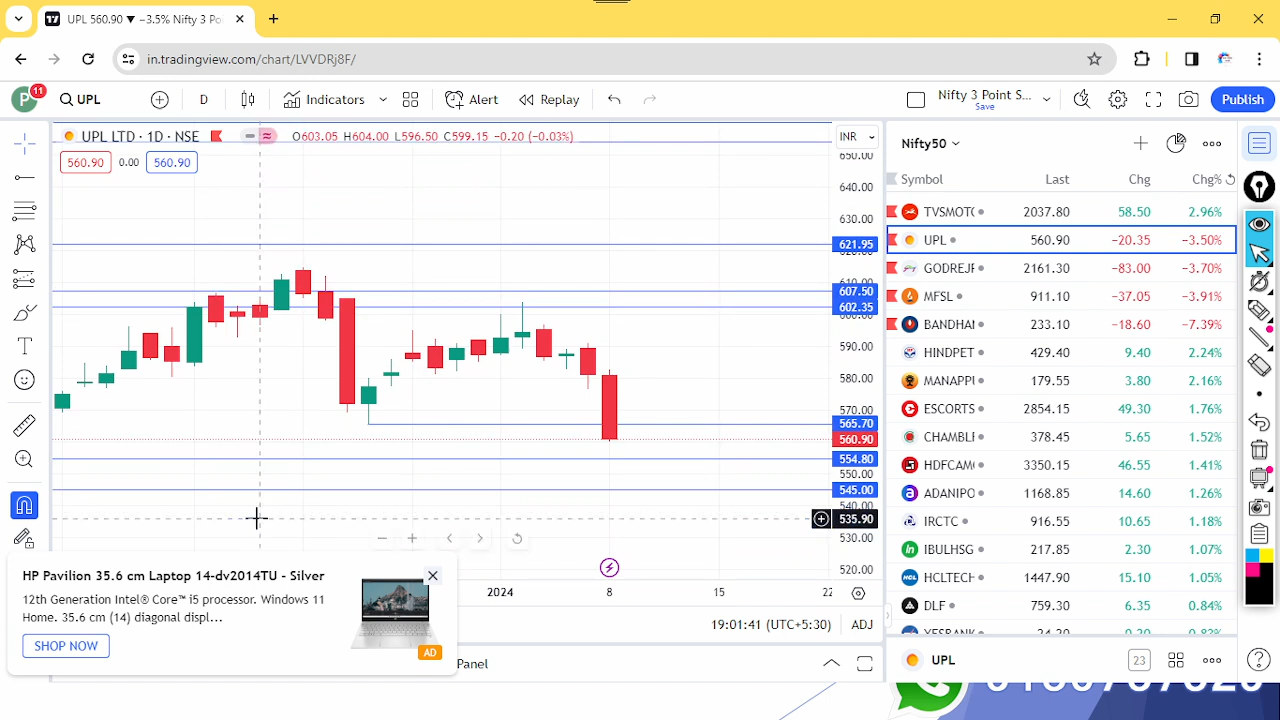 UPL 560.90 ▼ −3.5% Nifty 3 Po
in.tradingview.com/chart/LVVDRj8F/
P 11 UPL D Indicators Alert Replay Nifty 3 Point S... Save Publish
UPL LTD · 1D · NSE O603.05 H604.00 L596.50 C599.15 −0.20 (−0.03%) INR
560.90 0.00 560.90
650.00
640.00
630.00
621.95
607.50
602.35
590.00
580.00
570.00
565.70
560.90
554.80
550.00
545.00
535.90
530.00
520.00
2024 8 15 22
19:01:41 (UTC+5:30) ADJ
Panel
HP Pavilion 35.6 cm Laptop 14-dv2014TU - Silver
12th Generation Intel® Core™ i5 processor. Windows 11
Home. 35.6 cm (14) diagonal displ...
SHOP NOW
AD
Nifty50
Symbol Last Chg Chg%
TVSMOT 2037.80 58.50 2.96%
UPL 560.90 −20.35 −3.50%
GODREJF 2161.30 −83.00 −3.70%
MFSL 911.10 −37.05 −3.91%
BANDHA 233.10 −18.60 −7.39%
HINDPET 429.40 9.40 2.24%
MANAPPI 179.55 3.80 2.16%
ESCORTS 2854.15 49.30 1.76%
CHAMBL 378.45 5.65 1.52%
HDFCAM 3350.15 46.55 1.41%
ADANIPO 1168.85 14.60 1.26%
IRCTC 916.55 10.65 1.18%
IBULHSG 217.85 2.30 1.07%
HCLTECH 1447.90 15.10 1.05%
DLF 759.30 6.35 0.84%
UPL 23